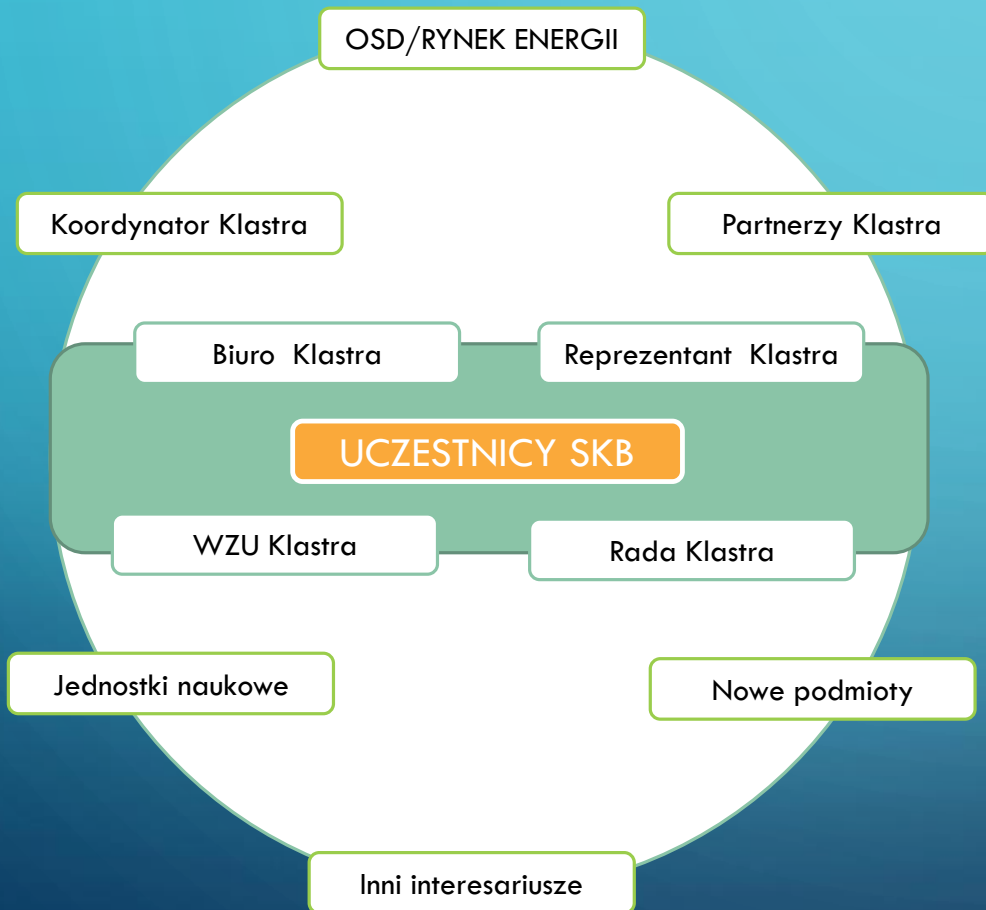 OSD/RYNEK ENERGII
Koordynator Klastra
Partnerzy Klastra
Biuro Klastra
Reprezentant Klastra
UCZESTNICY SKB
WZU Klastra
Rada Klastra
Jednostki naukowe
Nowe podmioty
Inni interesariusze